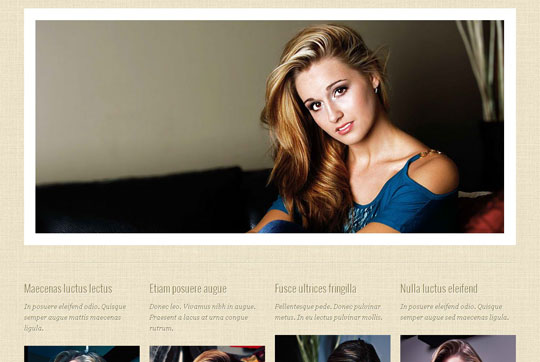 Maecenas luctus lectus
In posuere eleifend odio. Quisque
semper augue mattis maecenas
ligula.
Etiam posuere augue
Donec leo. Vivamus nibh in augue.
Praesent a lacus at urna congue
rutrum.
Fusce ultrices fringilla
Pellentesque pede. Donec pulvinar
metus. In eu lectus pulvinar mollis.
Nulla luctus eleifend
In posuere eleifend odio. Quisque
semper augue sed maecenas ligula.